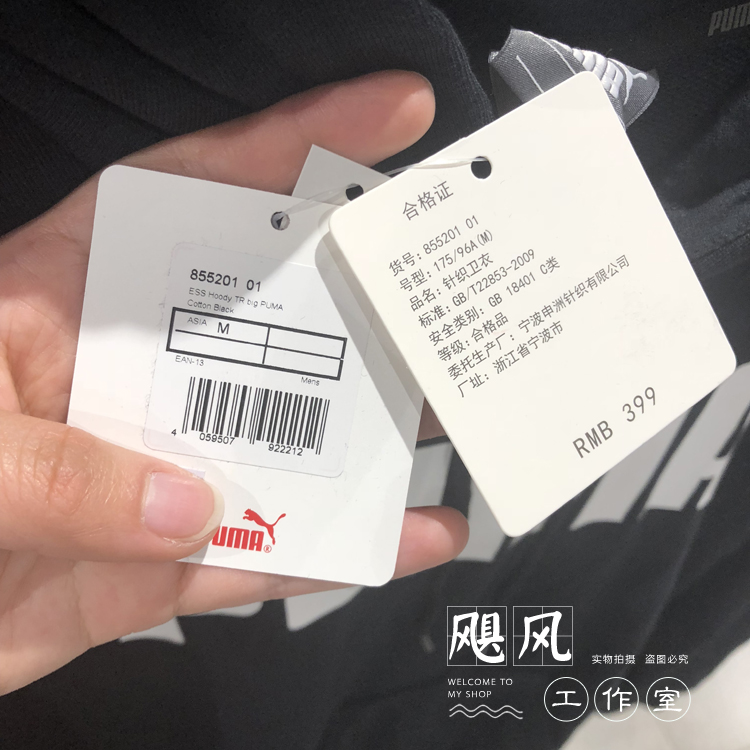 PUMA
合格证
货号: 855201 01
号型: 175/96A(M)
品名: 针织卫衣
标准: GB/T22853-2009
安全类别: GB 18401 C类
等级: 合格品
委托生产厂: 宁波申洲针织有限公司
厂址: 浙江省宁波市
RMB 399
855201 01
ESS Hoody TR big PUMA
Cotton Black
ASIA M
EAN-13
Mens
4 059507 922212
PUMA®
飓风
实物拍摄 盗图必究
WELCOME TO
MY SHOP
工作室